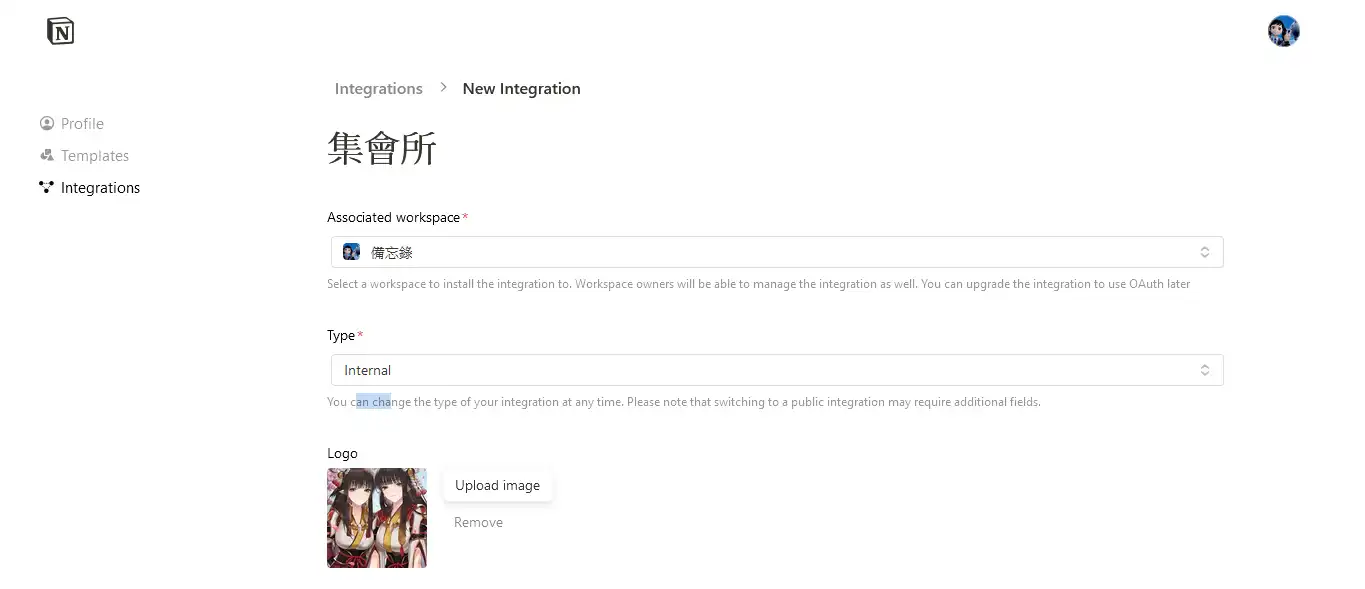 N
Integrations > New Integration
Profile
Templates
Integrations
集會所
Associated workspace*
備忘錄
Select a workspace to install the integration to. Workspace owners will be able to manage the integration as well. You can upgrade the integration to use OAuth later
Type*
Internal
You can change the type of your integration at any time. Please note that switching to a public integration may require additional fields.
Logo
Upload image
Remove